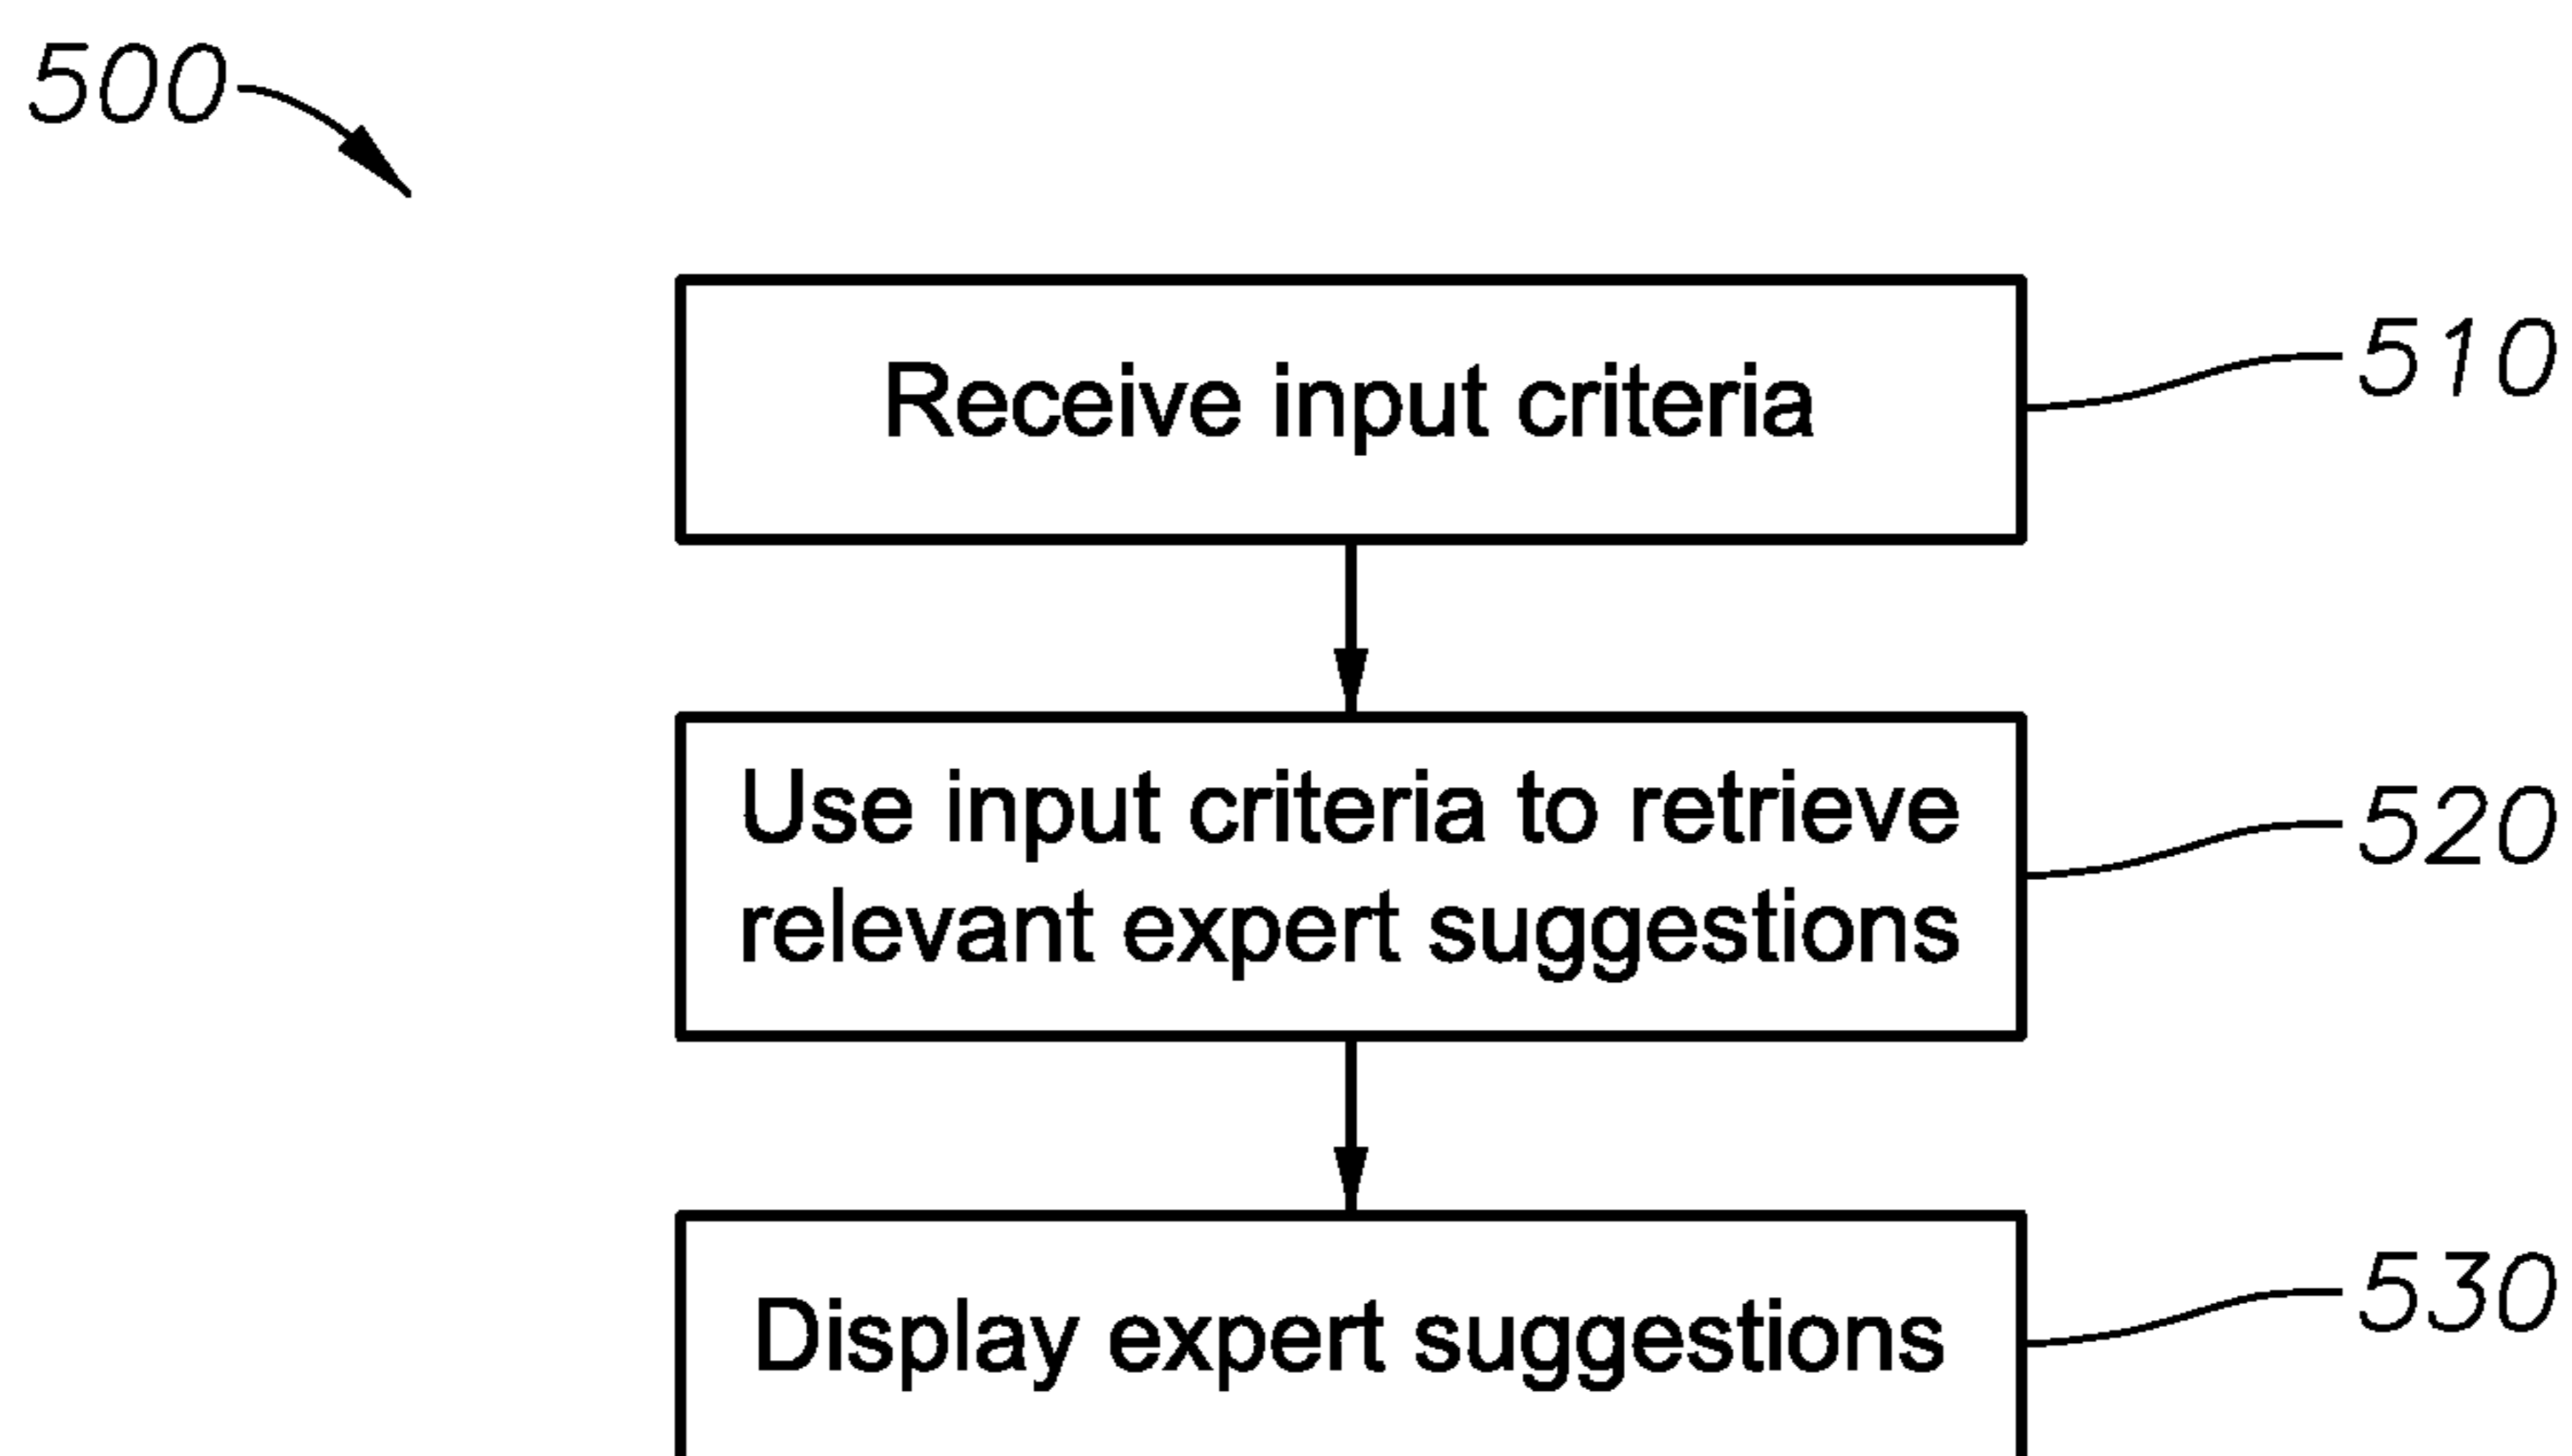 500
Receive input criteria
510
Use input criteria to retrieve
relevant expert suggestions
520
Display expert suggestions
530